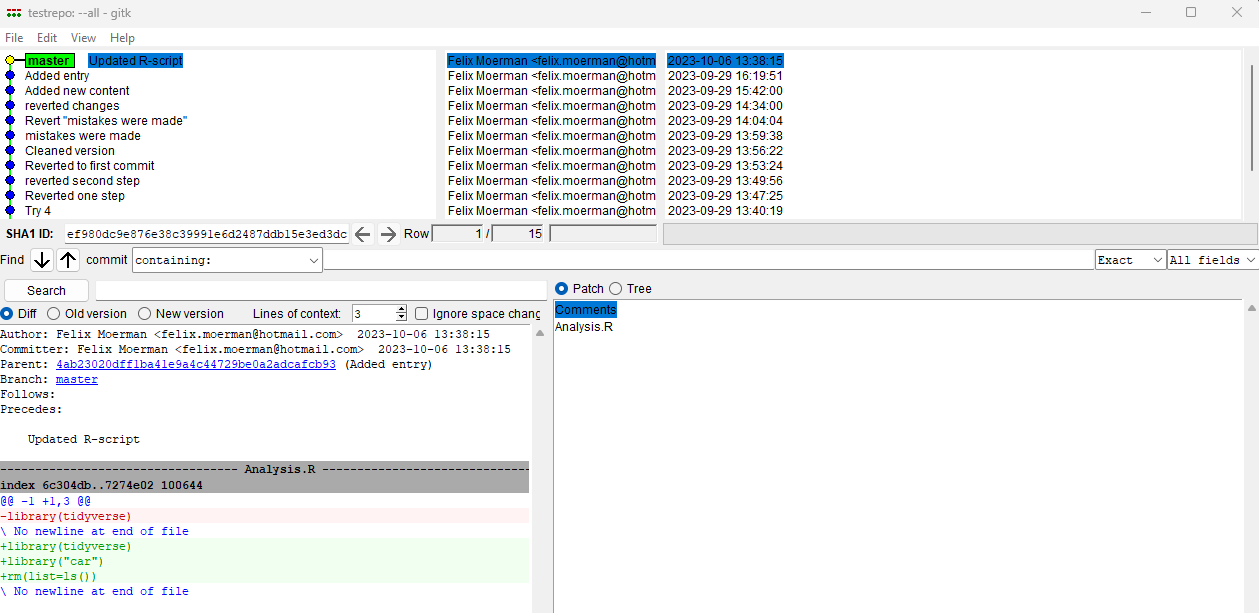 testrepo: --all - gitk
File Edit View Help
master Updated R-script Felix Moerman <felix.moerman@hotm 2023-10-06 13:38:15
Added entry Felix Moerman <felix.moerman@hotm 2023-09-29 16:19:51
Added new content Felix Moerman <felix.moerman@hotm 2023-09-29 15:42:00
reverted changes Felix Moerman <felix.moerman@hotm 2023-09-29 14:34:00
Revert "mistakes were made" Felix Moerman <felix.moerman@hotm 2023-09-29 14:04:04
mistakes were made Felix Moerman <felix.moerman@hotm 2023-09-29 13:59:38
Cleaned version Felix Moerman <felix.moerman@hotm 2023-09-29 13:56:22
Reverted to first commit Felix Moerman <felix.moerman@hotm 2023-09-29 13:53:24
reverted second step Felix Moerman <felix.moerman@hotm 2023-09-29 13:49:56
Reverted one step Felix Moerman <felix.moerman@hotm 2023-09-29 13:47:25
Try 4 Felix Moerman <felix.moerman@hotm 2023-09-29 13:40:19
SHA1 ID: ef980dc9e876e38c39991e6d2487ddb15e3ed3dc Row 1 / 15
Find commit containing: Exact All fields
Search
Patch Tree
Diff Old version New version Lines of context: 3 Ignore space chang
Comments
Analysis.R
Author: Felix Moerman <felix.moerman@hotmail.com> 2023-10-06 13:38:15
Committer: Felix Moerman <felix.moerman@hotmail.com> 2023-10-06 13:38:15
Parent: 4ab23020dff1ba41e9a4c44729be0a2adcafcb93 (Added entry)
Branch: master
Follows:
Precedes:
Updated R-script
---------------------------------- Analysis.R ------------------------------
index 6c304db..7274e02 100644
@@ -1 +1,3 @@
-library(tidyverse)
\ No newline at end of file
+library(tidyverse)
+library("car")
+rm(list=ls())
\ No newline at end of file